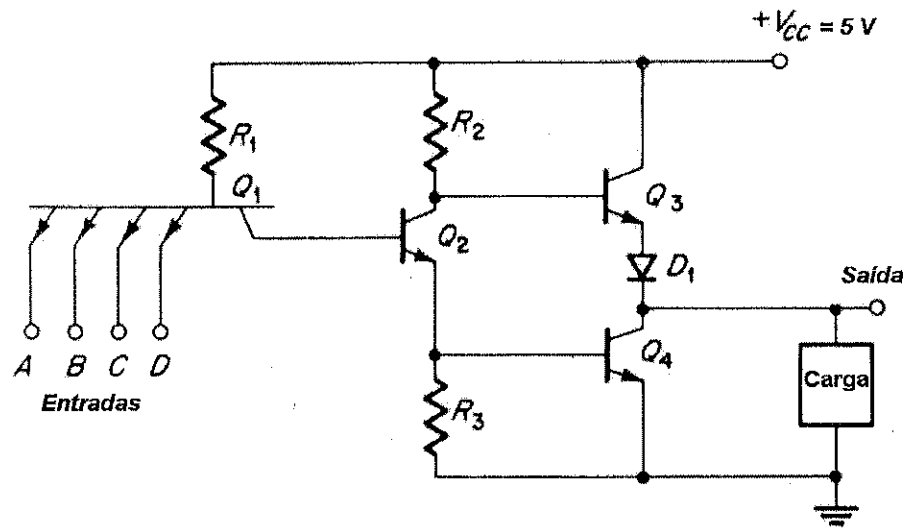 +V_CC = 5 V
R₁
R₂
Q₁
Q₂
Q₃
D₁
Saída
Q₄
Carga
A B C D
Entradas
R₃